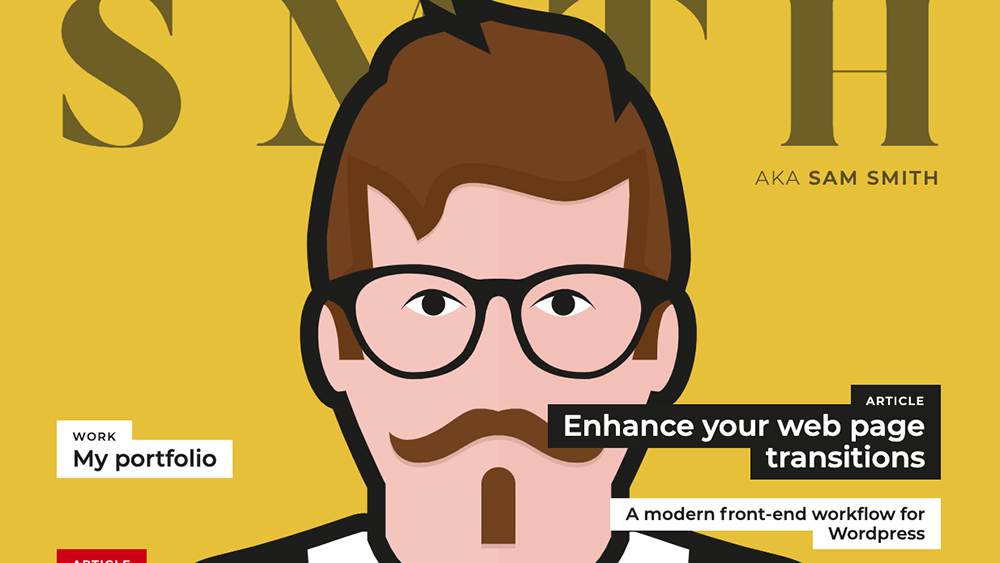 SMTH
AKA SAM SMITH
WORK
My portfolio
ARTICLE
ARTICLE
Enhance your web page
transitions
A modern front-end workflow for
Wordpress